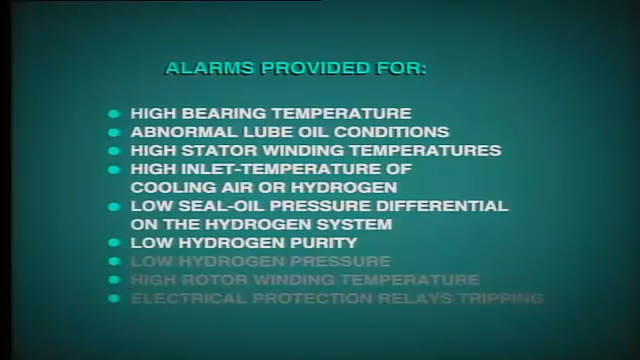 ALARMS PROVIDED FOR:
HIGH BEARING TEMPERATURE
ABNORMAL LUBE OIL CONDITIONS
HIGH STATOR WINDING TEMPERATURES
HIGH INLET-TEMPERATURE OF
COOLING AIR OR HYDROGEN
LOW SEAL-OIL PRESSURE DIFFERENTIAL
ON THE HYDROGEN SYSTEM
LOW HYDROGEN PURITY
LOW HYDROGEN PRESSURE
HIGH ROTOR WINDING TEMPERATURE
ELECTRICAL PROTECTION RELAYS TRIPPING